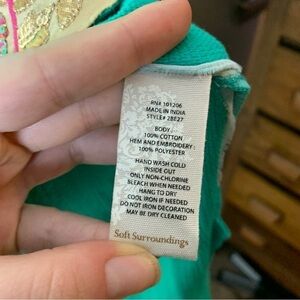 RN# 101206
MADE IN INDIA
STYLE# 2BE27
BODY:
100% COTTON
HEM AND EMBROIDERY:
100% POLYESTER
HAND WASH COLD
INSIDE OUT
ONLY NON-CHLORINE
BLEACH WHEN NEEDED
HANG TO DRY
COOL IRON IF NEEDED
DO NOT IRON DECORATION
MAY BE DRY CLEANED
Soft Surroundings